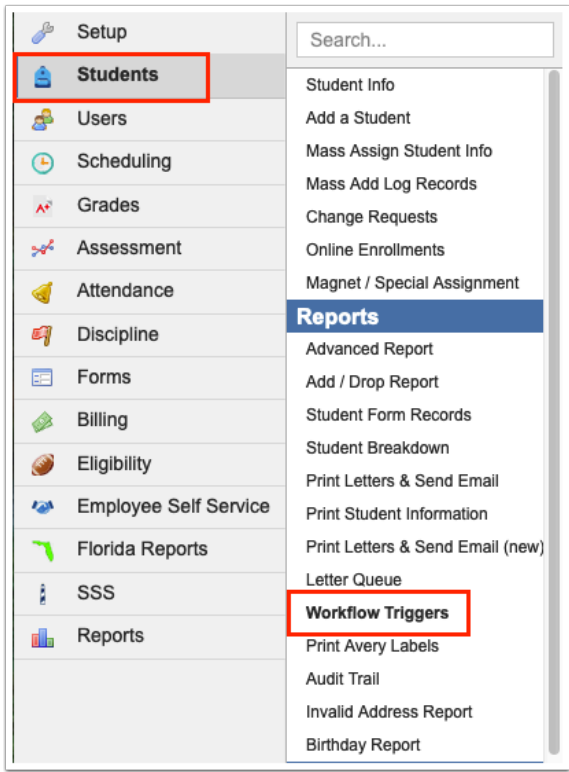 Setup
Students
Users
Scheduling
Grades
Assessment
Attendance
Discipline
Forms
Billing
Eligibility
Employee Self Service
Florida Reports
SSS
Reports
Search...
Student Info
Add a Student
Mass Assign Student Info
Mass Add Log Records
Change Requests
Online Enrollments
Magnet / Special Assignment
Reports
Advanced Report
Add / Drop Report
Student Form Records
Student Breakdown
Print Letters & Send Email
Print Student Information
Print Letters & Send Email (new)
Letter Queue
Workflow Triggers
Print Avery Labels
Audit Trail
Invalid Address Report
Birthday Report